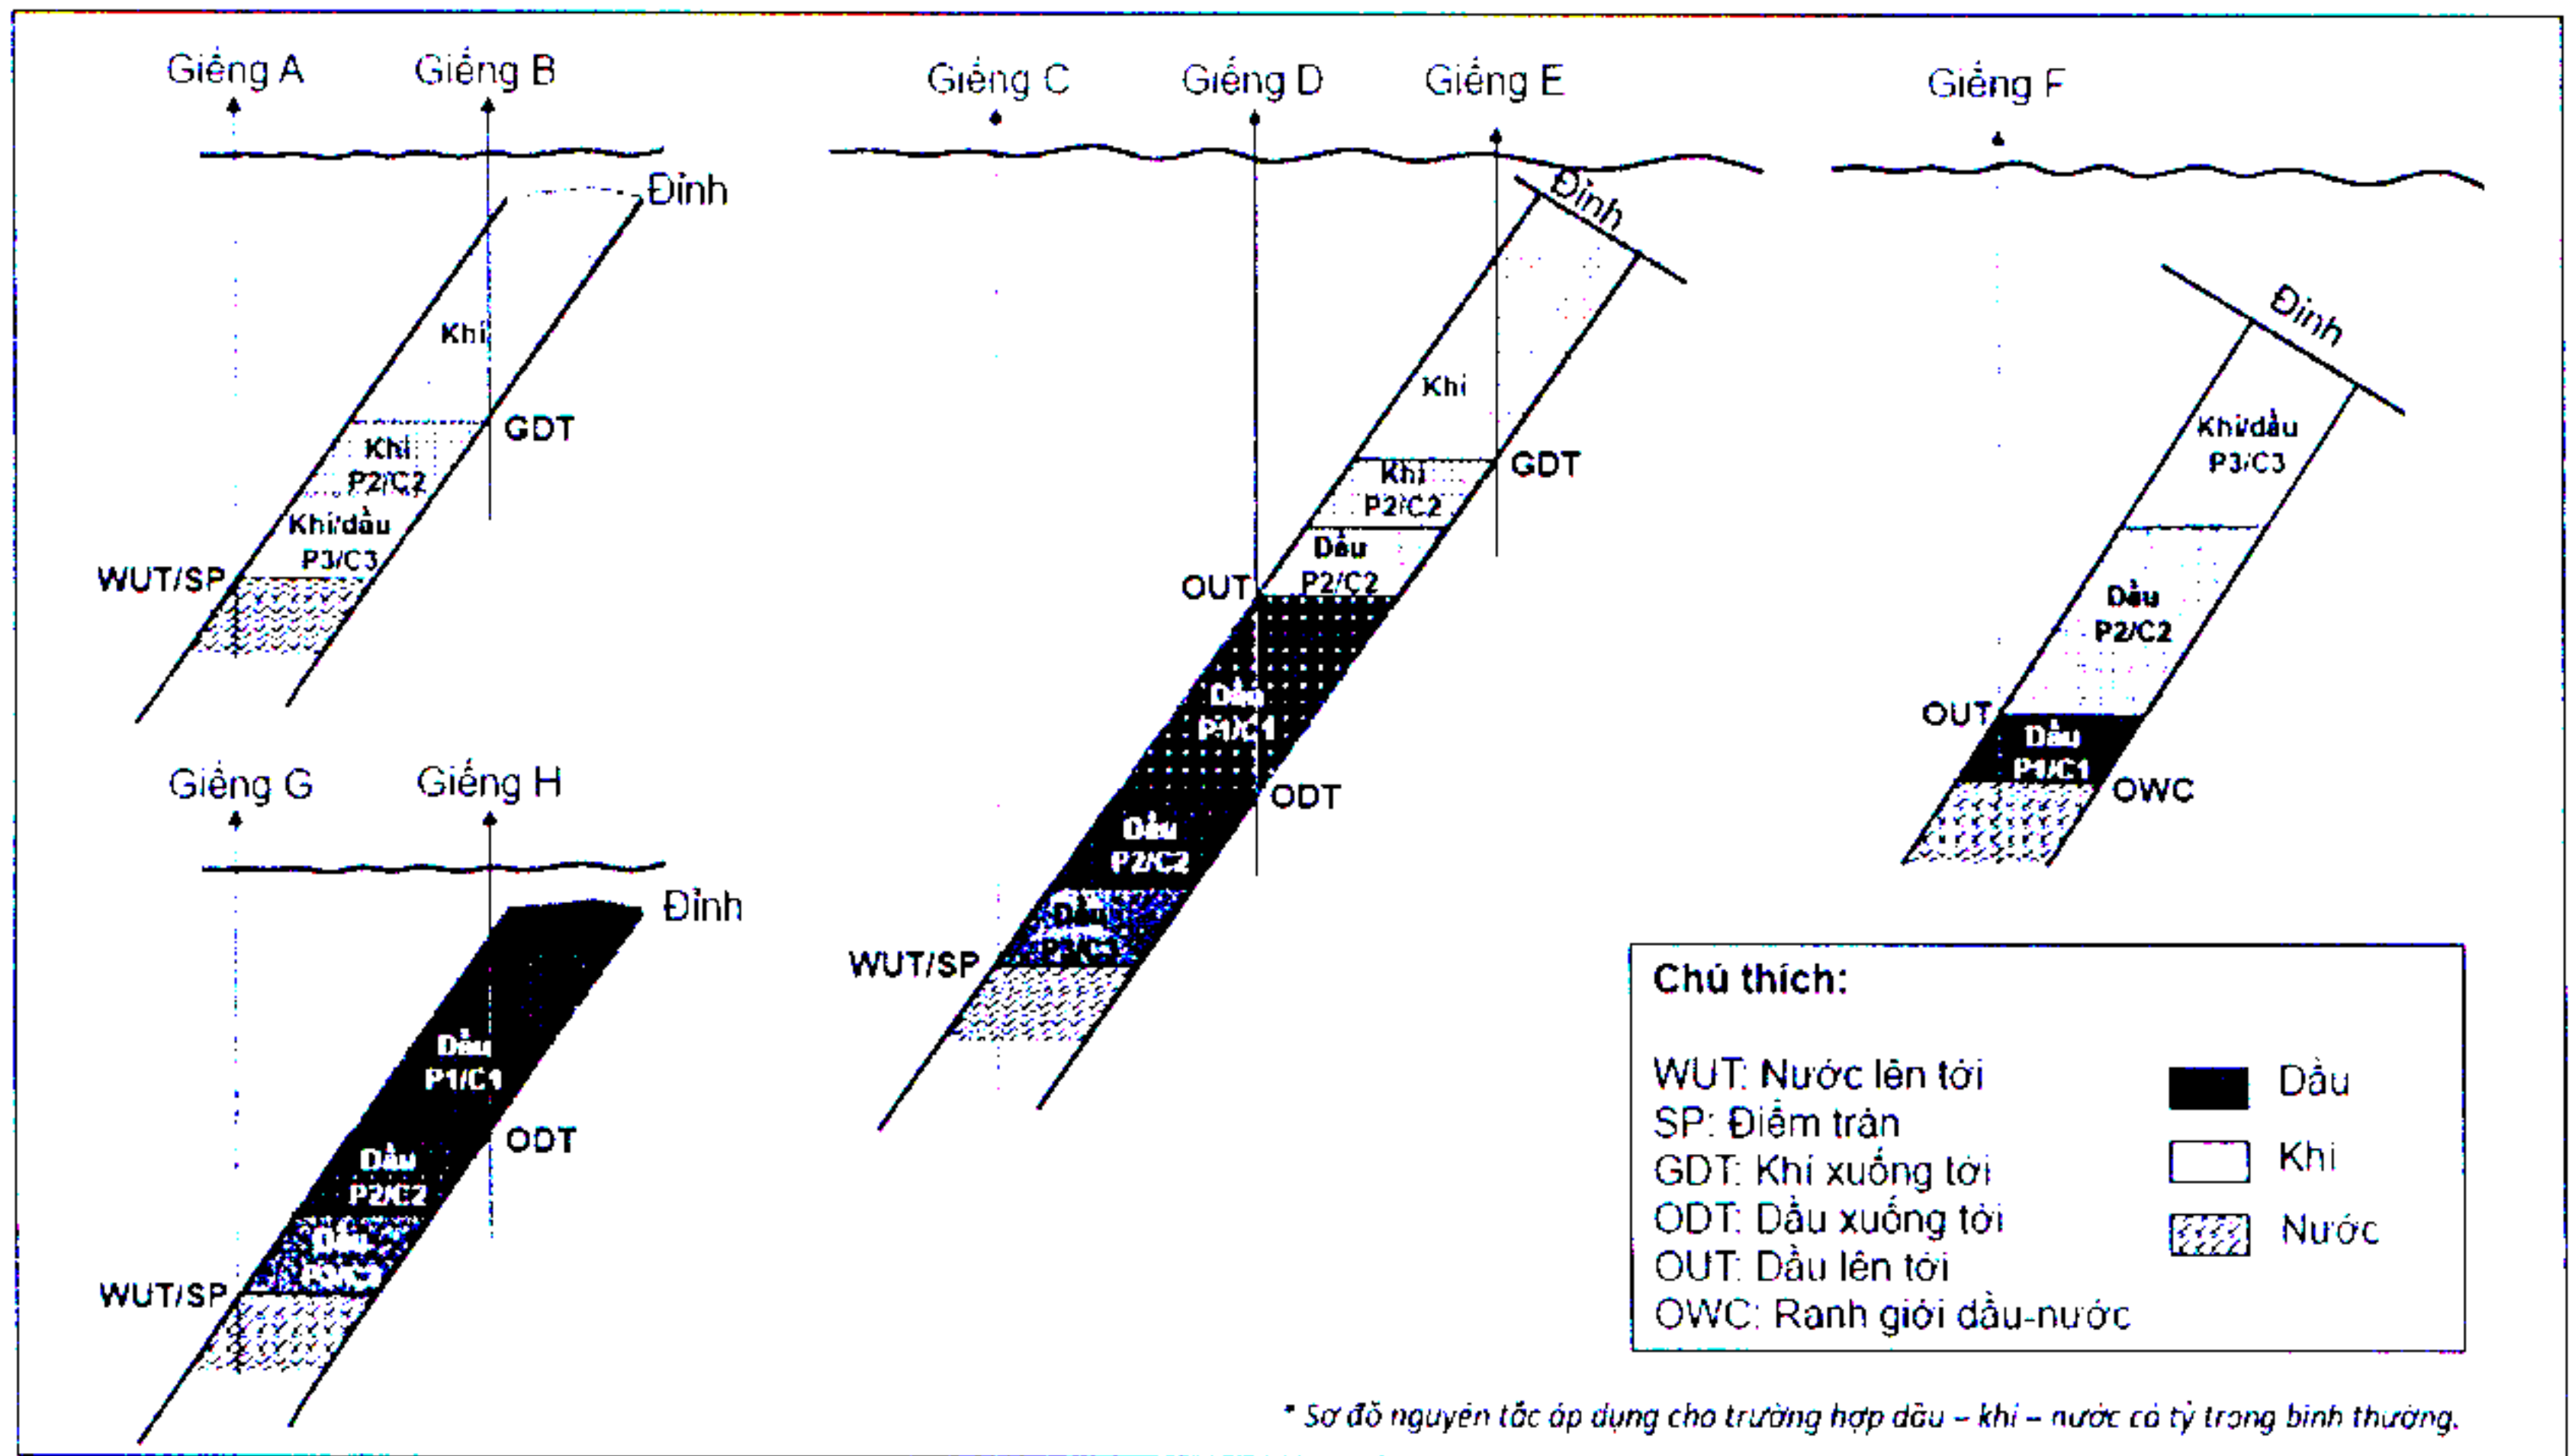 Giếng A
Giếng B
Đỉnh
Khí
GDT
Khí
P2/C2
Khí/dầu
P3/C3
WUT/SP
Giếng C
Giếng D
Giếng E
Đỉnh
Khí
GDT
Khí
P2/C2
Dầu
P2/C2
OUT
Dầu
P1/C1
ODT
Dầu
P2/C2
Dầu
P3/C3
WUT/SP
Giếng F
Đỉnh
Khí/dầu
P3/C3
Dầu
P2/C2
OUT
Dầu
P1/C1
OWC
Giếng G
Giếng H
Đỉnh
Dầu
P1/C1
ODT
Dầu
P2/C2
Dầu
WUT/SP
Chú thích:
WUT: Nước lên tới
SP: Điểm tràn
GDT: Khí xuống tới
ODT: Dầu xuống tới
OUT: Dầu lên tới
OWC: Ranh giới dầu-nước
Dầu
Khí
Nước
* Sơ đồ nguyên tắc áp dụng cho trường hợp dầu – khí – nước có tỷ trọng bình thường.